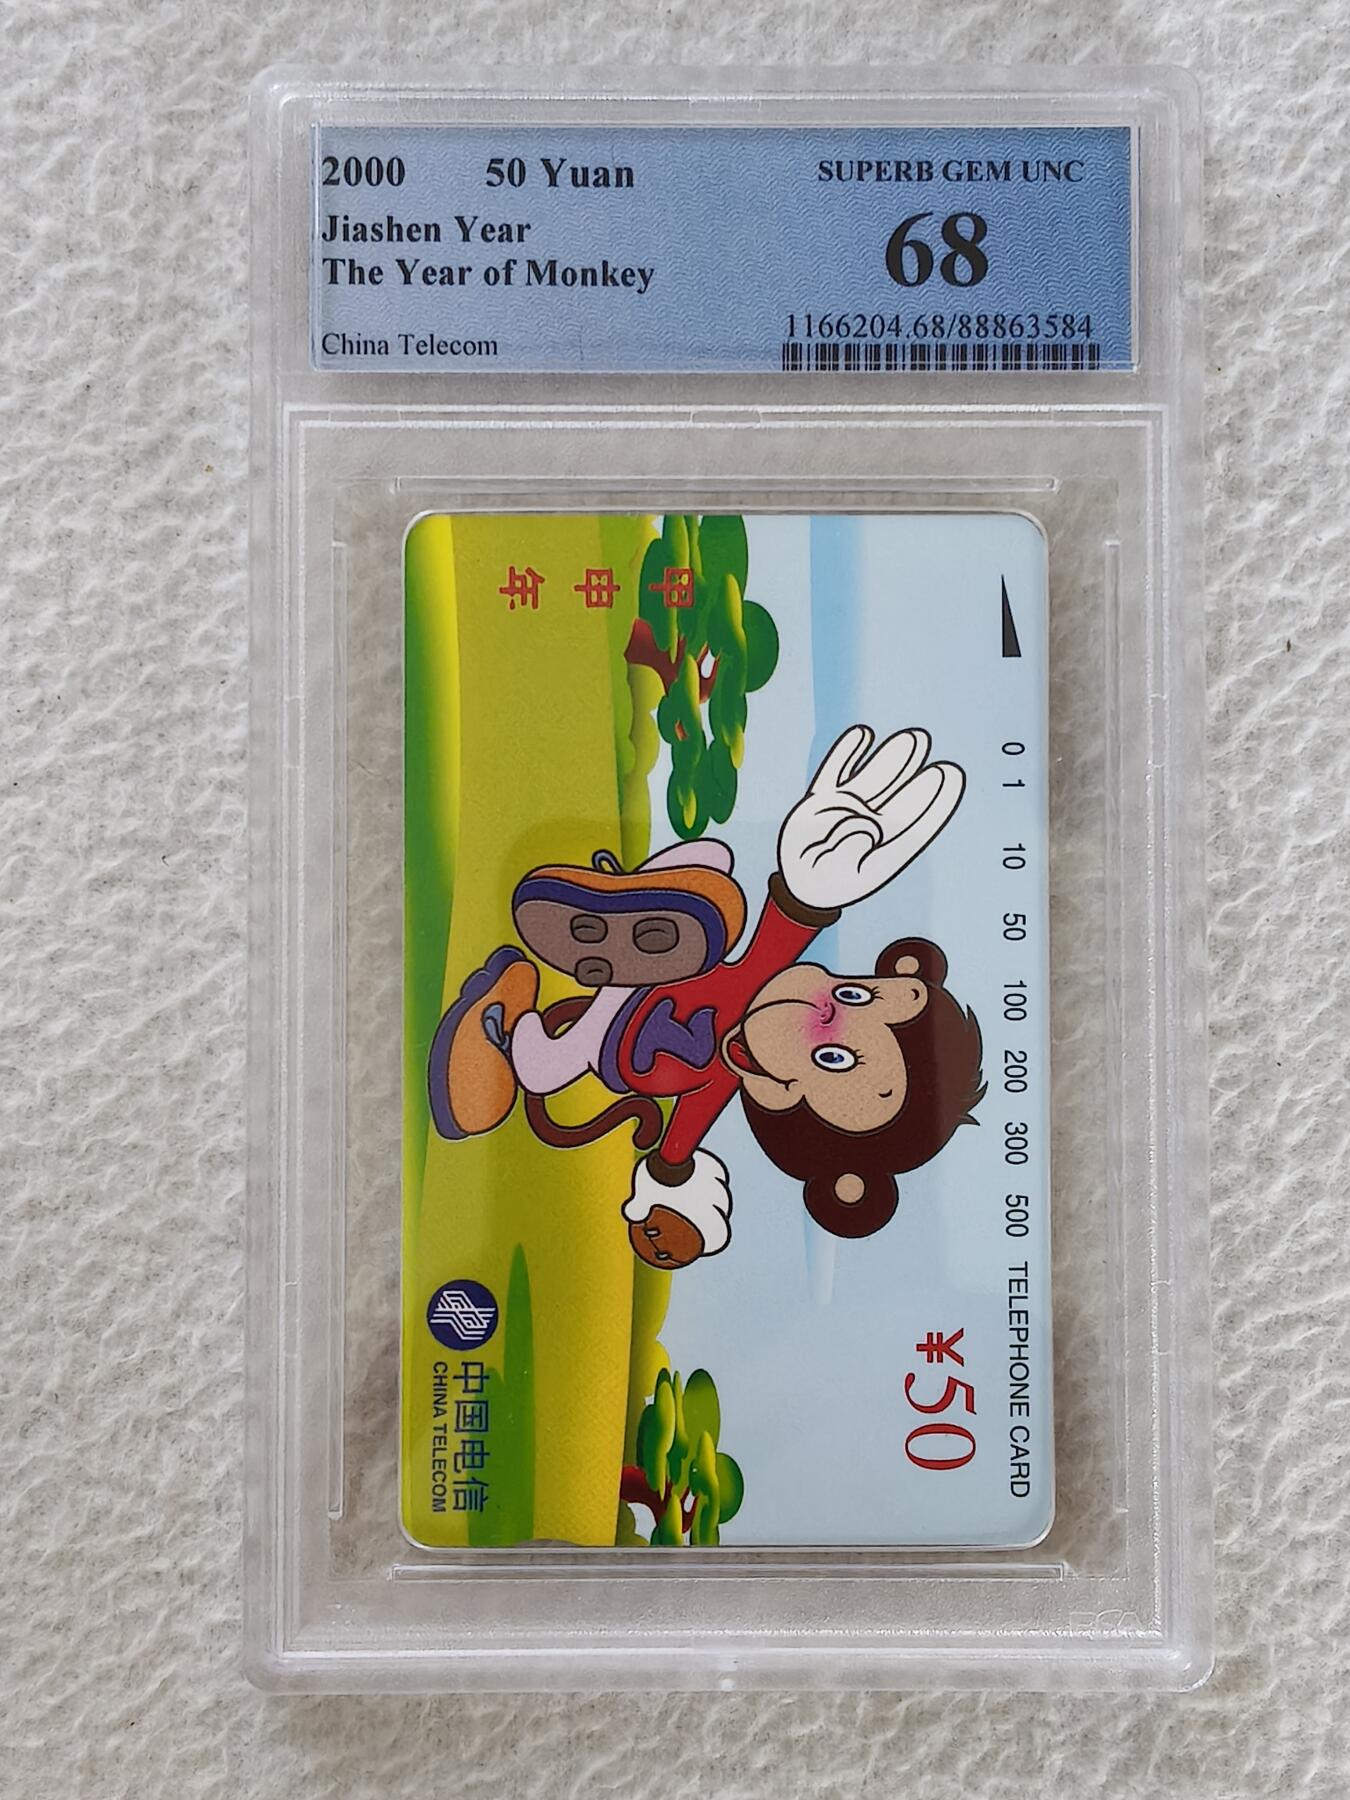 2000 50 Yuan
Jiashen Year
The Year of Monkey
China Telecom
SUPERB GEM UNC
68
1166204.68/88863584
0 1 10 50 100 200 300 500 TELEPHONE CARD
¥50
甲申年
中国电信
CHINA TELECOM